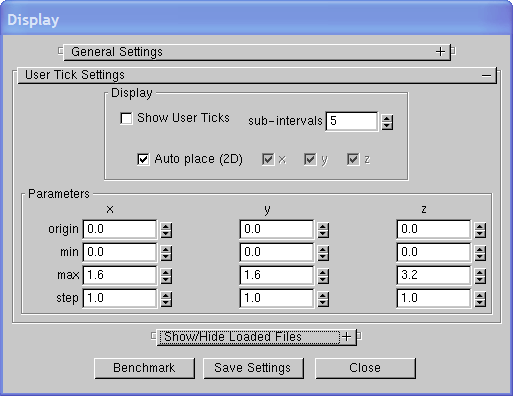 Display
General Settings +
User Tick Settings −
Display
Show User Ticks sub-intervals 5
Auto place (2D) x y z
Parameters
x y z
origin 0.0 0.0 0.0
min 0.0 0.0 0.0
max 1.6 1.6 3.2
step 1.0 1.0 1.0
Show/Hide Loaded Files +
Benchmark Save Settings Close